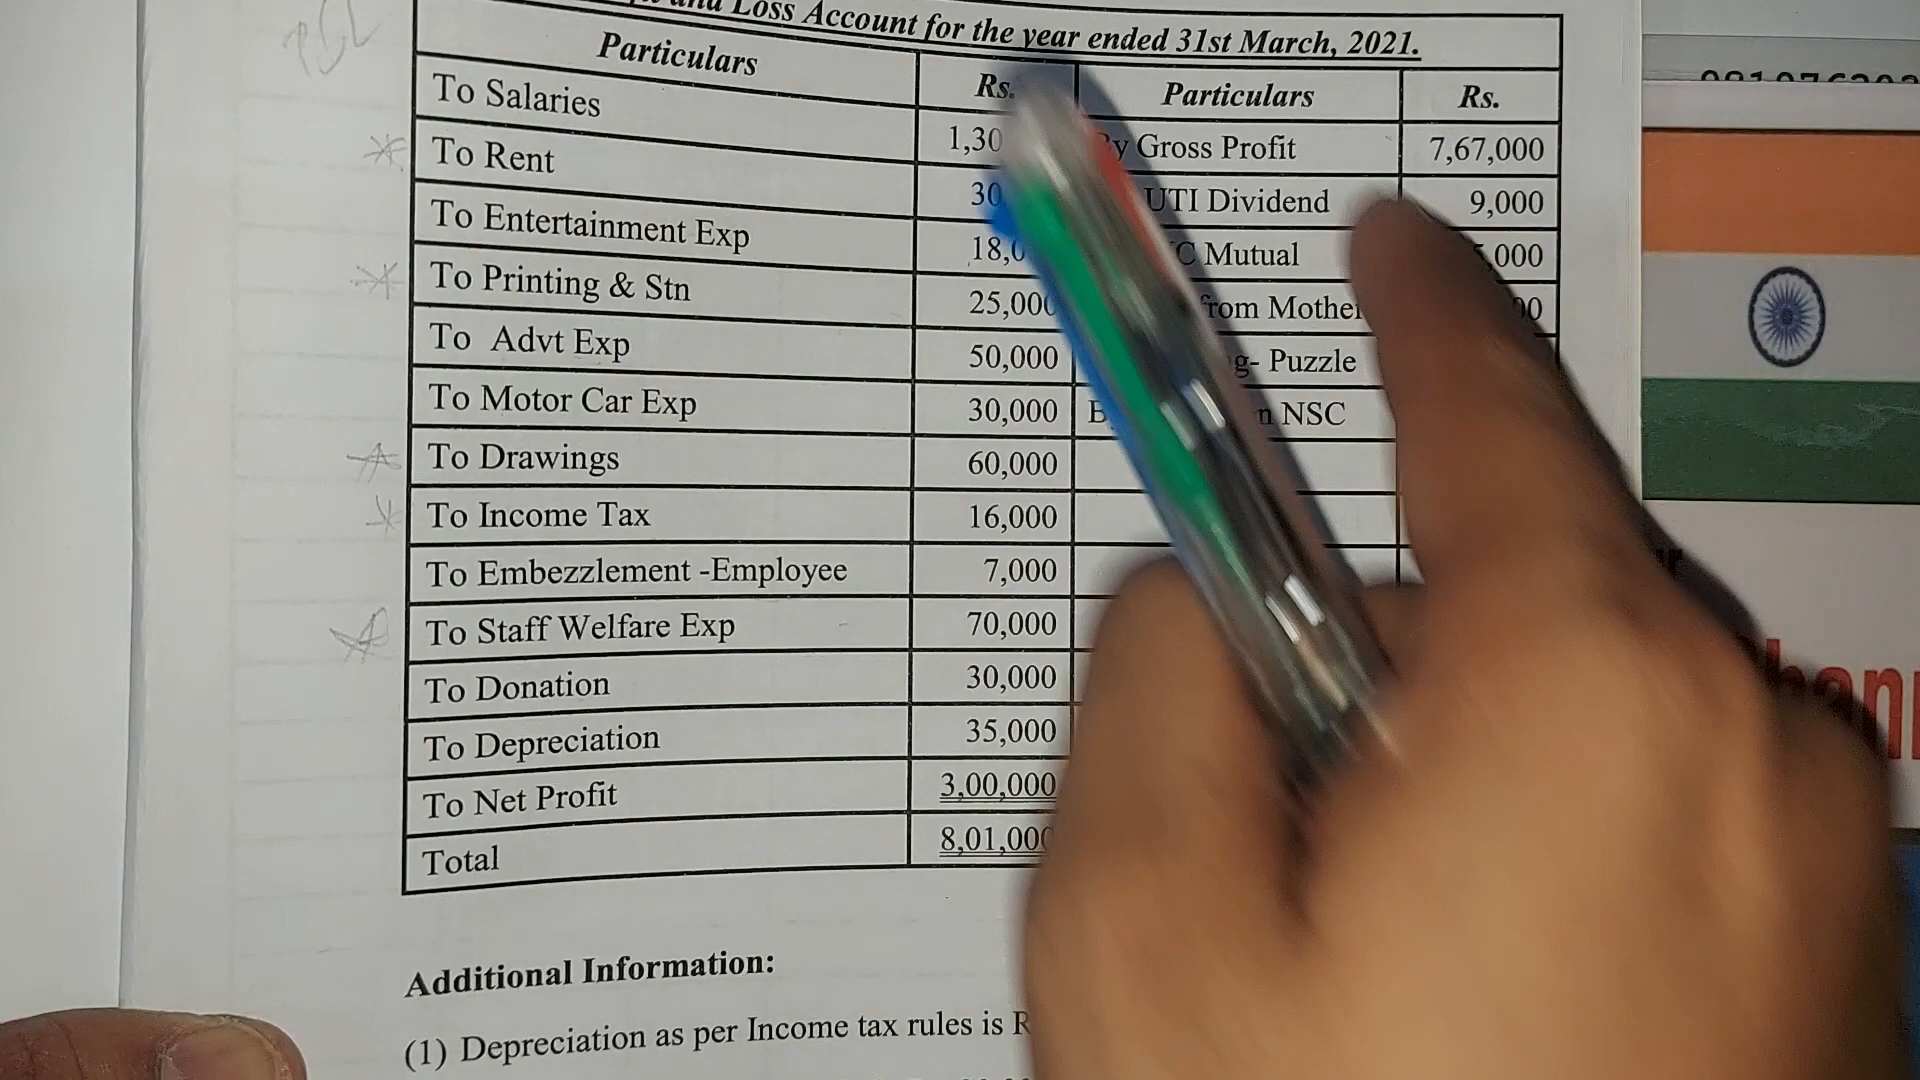 and Loss Account for the year ended 31st March, 2021.
Particulars Rs. Particulars Rs.
To Salaries 1,30 By Gross Profit 7,67,000
To Rent 30 UTI Dividend 9,000
To Entertainment Exp 18,0 Mutual ,000
To Printing & Stn 25,000 from Mother 00
To Advt Exp 50,000 g- Puzzle
To Motor Car Exp 30,000 n NSC
To Drawings 60,000
To Income Tax 16,000
To Embezzlement -Employee 7,000
To Staff Welfare Exp 70,000
To Donation 30,000
To Depreciation 35,000
To Net Profit 3,00,000
Total 8,01,000
Additional Information:
(1) Depreciation as per Income tax rules is R